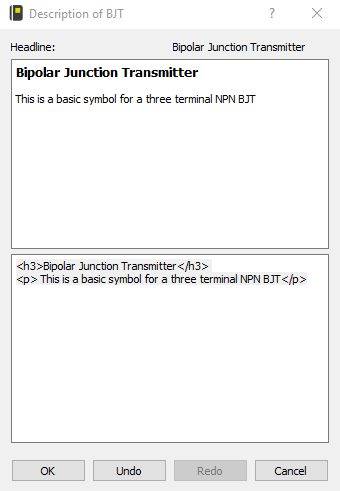 Description of BJT
Headline: Bipolar Junction Transmitter
Bipolar Junction Transmitter
This is a basic symbol for a three terminal NPN BJT
<h3>Bipolar Junction Transmitter</h3>
<p> This is a basic symbol for a three terminal NPN BJT</p>
OK Undo Redo Cancel